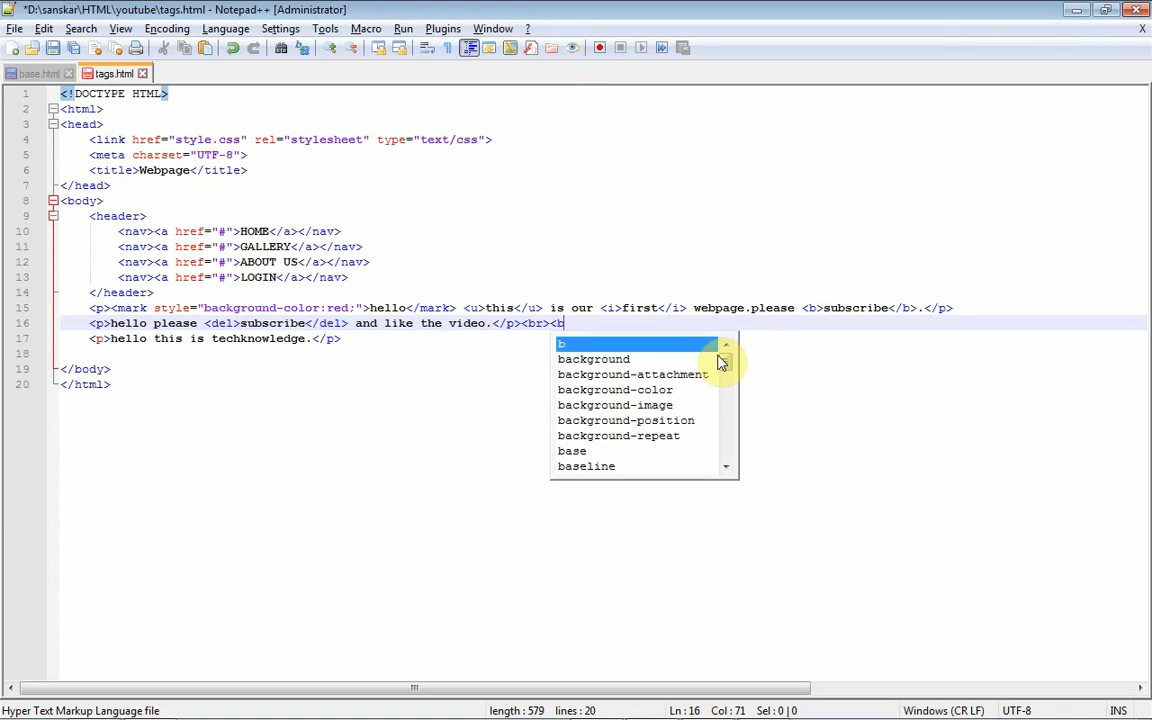 *D:\sanskar\HTML\youtube\tags.html - Notepad++ [Administrator]
File Edit Search View Encoding Language Settings Tools Macro Run Plugins Window ? X
base.html tags.html
1 <!DOCTYPE HTML>
2 <html>
3 <head>
4 <link href="style.css" rel="stylesheet" type="text/css">
5 <meta charset="UTF-8">
6 <title>Webpage</title>
7 </head>
8 <body>
9 <header>
10 <nav><a href="#">HOME</a></nav>
11 <nav><a href="#">GALLERY</a></nav>
12 <nav><a href="#">ABOUT US</a></nav>
13 <nav><a href="#">LOGIN</a></nav>
14 </header>
15 <p><mark style="background-color:red;">hello</mark> <u>this</u> is our <i>first</i> webpage.please <b>subscribe</b>.</p>
16 <p>hello please <del>subscribe</del> and like the video.</p><br><b
17 <p>hello this is techknowledge.</p>
18
19 </body>
20 </html>
b
background
background-attachment
background-color
background-image
background-position
background-repeat
base
baseline
Hyper Text Markup Language file length : 579 lines : 20 Ln : 16 Col : 71 Sel : 0 | 0 Windows (CR LF) UTF-8 INS